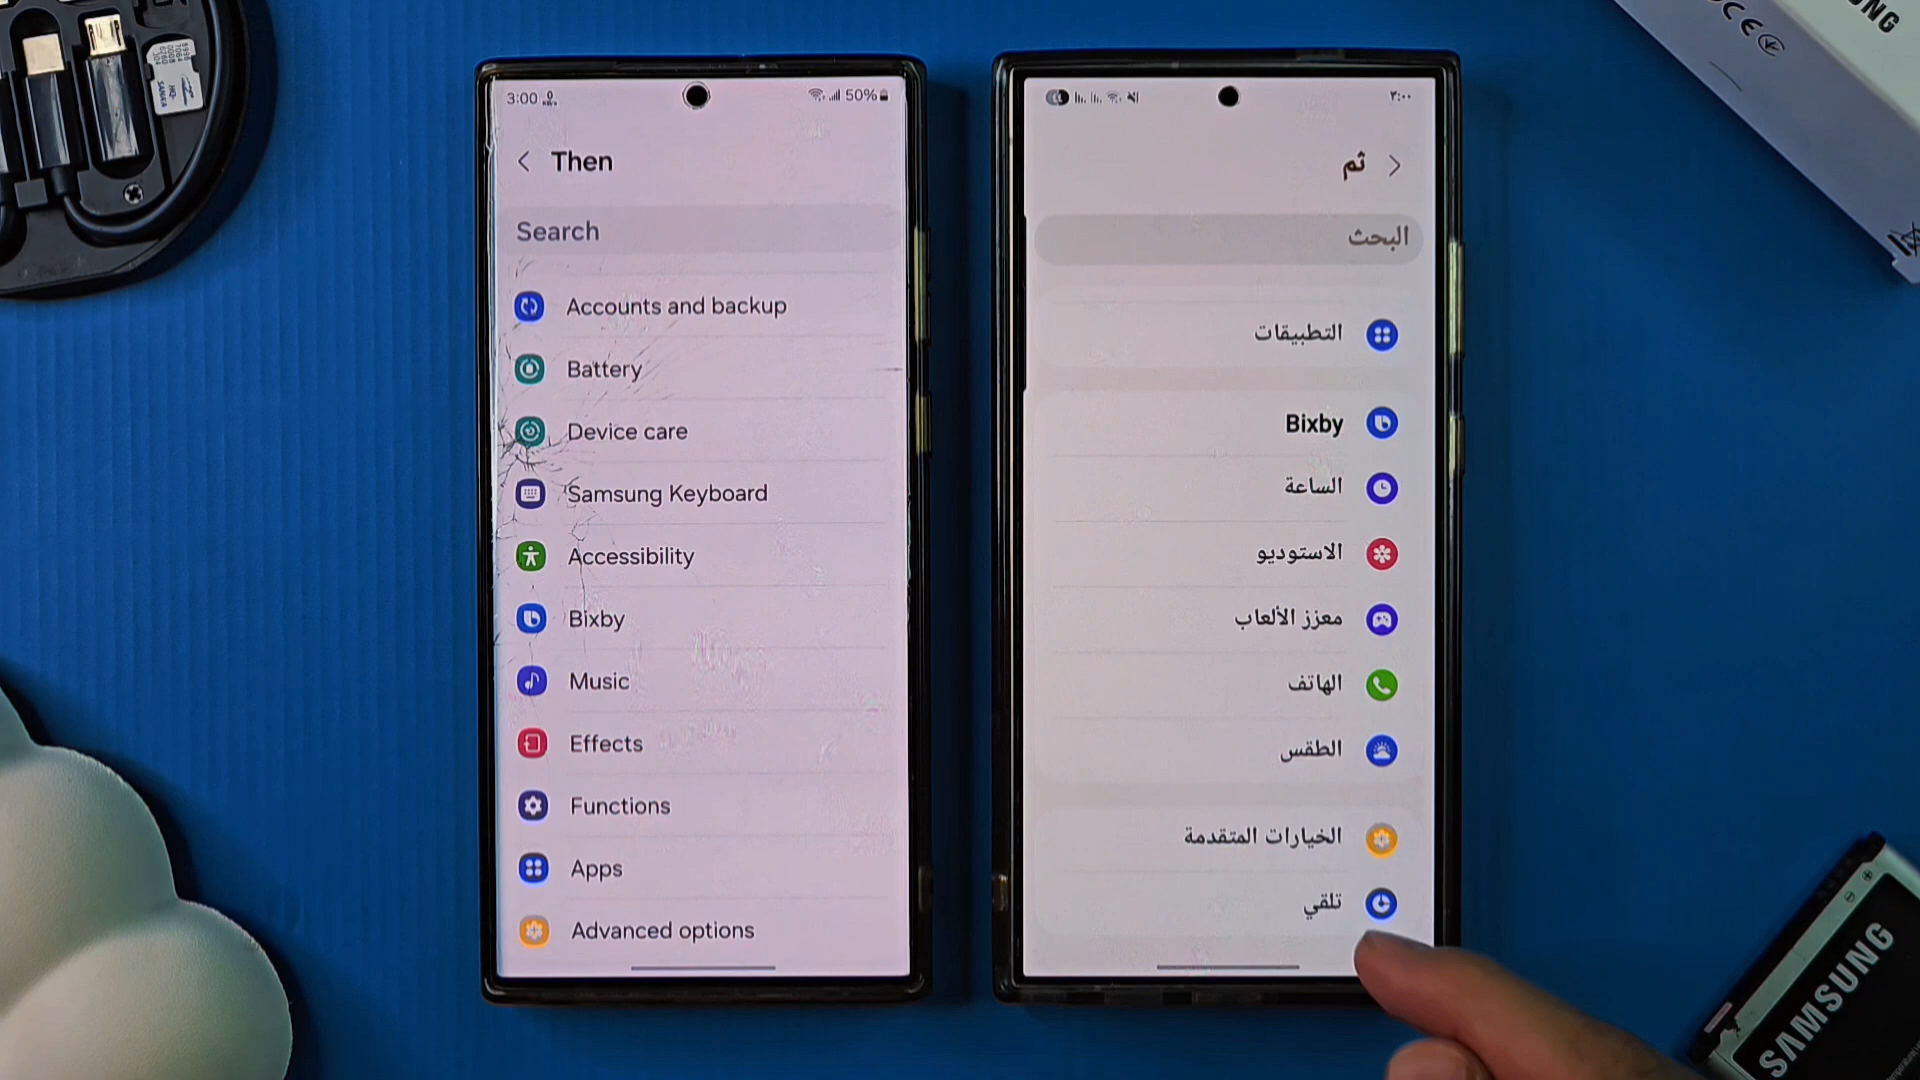 3:00
50%
Then
Search
Accounts and backup
Battery
Device care
Samsung Keyboard
Accessibility
Bixby
Music
Effects
Functions
Apps
Advanced options
٣:٠٠
ثم
البحث
التطبيقات
Bixby
الساعة
الاستوديو
معزز الألعاب
الهاتف
الطقس
الخيارات المتقدمة
تلقي
SAMSUNG